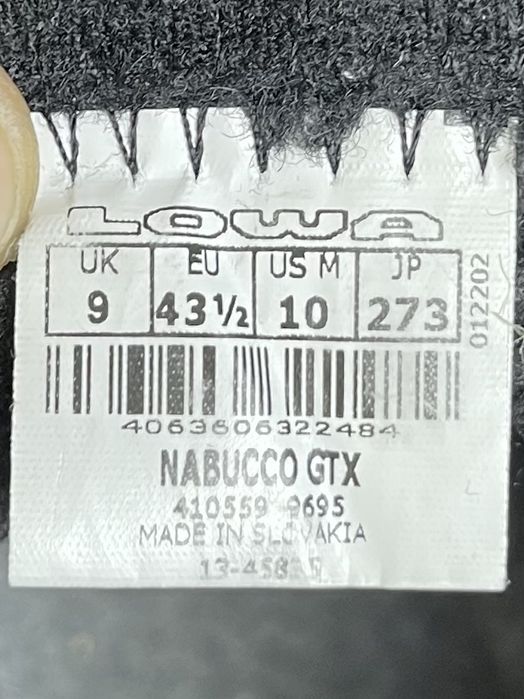 LOWA
UK EU US M JP
9 43½ 10 273
012202
4063606322484
NABUCCO GTX
410559 9695
MADE IN SLOVAKIA